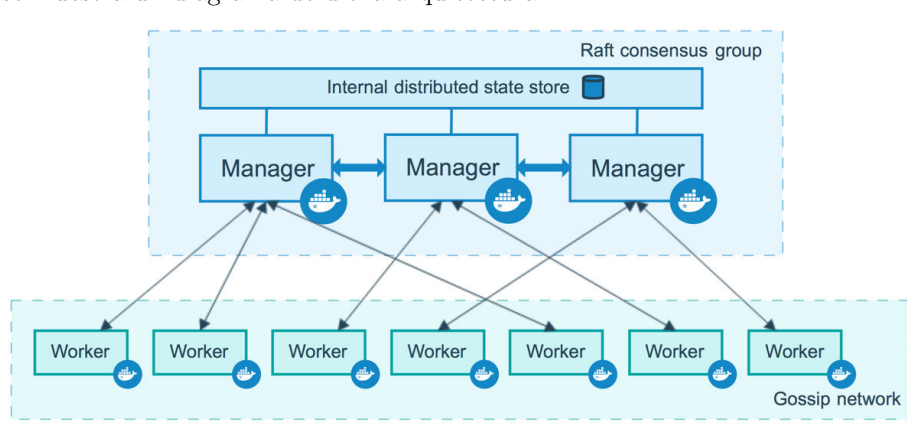 Raft consensus group
Internal distributed state store
Manager Manager Manager
Worker Worker Worker Worker Worker Worker Worker
Gossip network